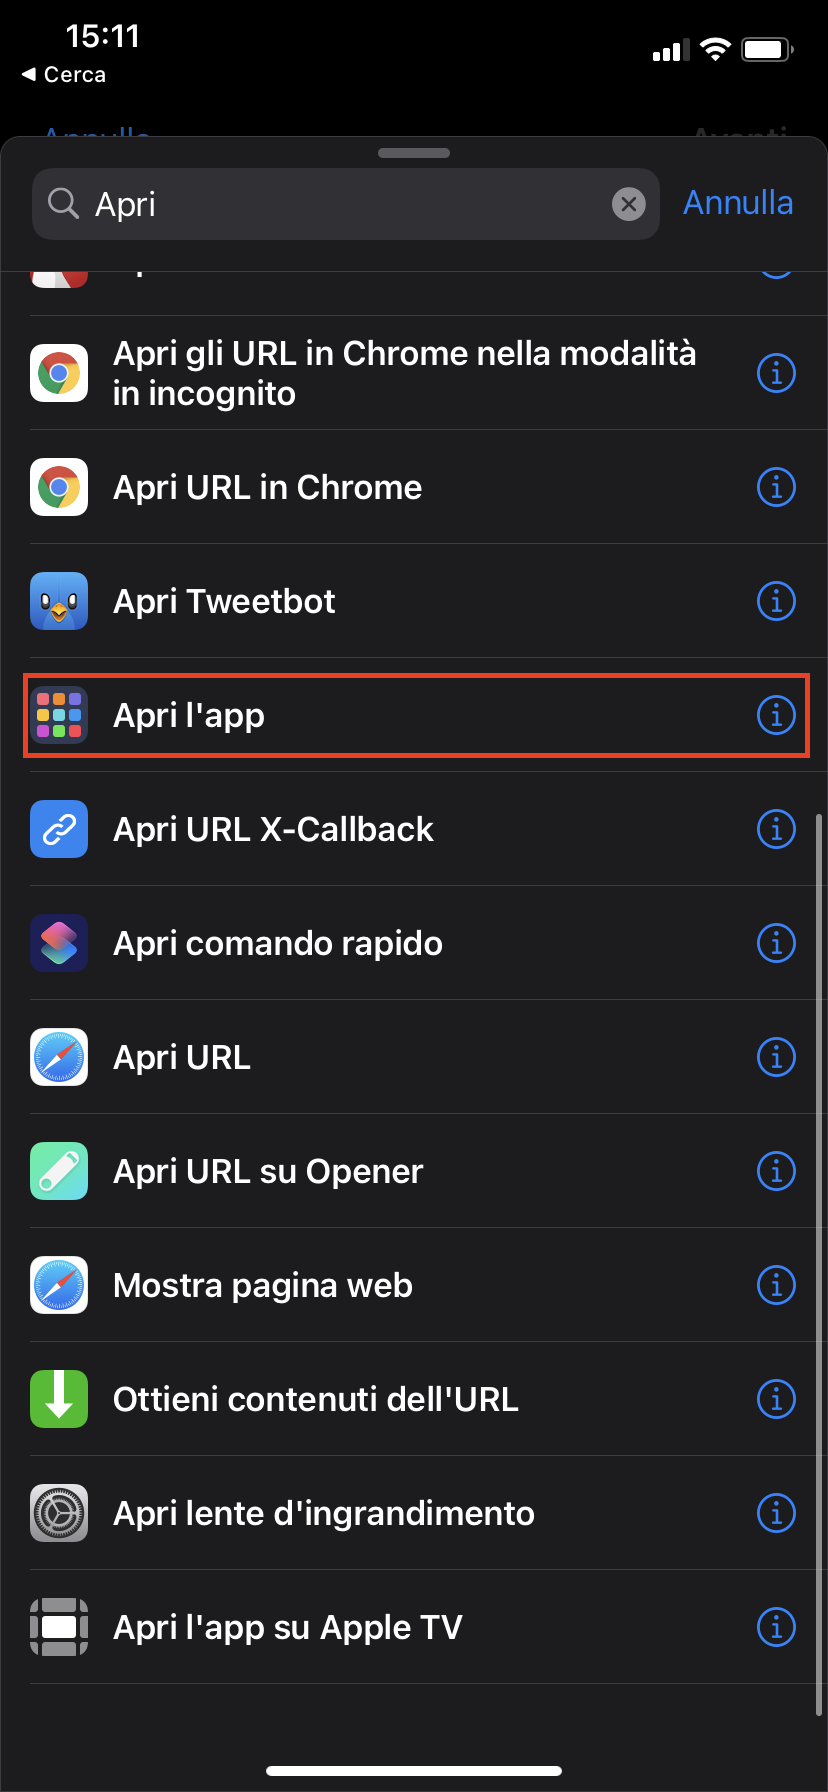 15:11
◀ Cerca
Annulla
Avanti
Apri
Annulla
Apri gli URL in Chrome nella modalità
in incognito
Apri URL in Chrome
Apri Tweetbot
Apri l'app
Apri URL X-Callback
Apri comando rapido
Apri URL
Apri URL su Opener
Mostra pagina web
Ottieni contenuti dell'URL
Apri lente d'ingrandimento
Apri l'app su Apple TV